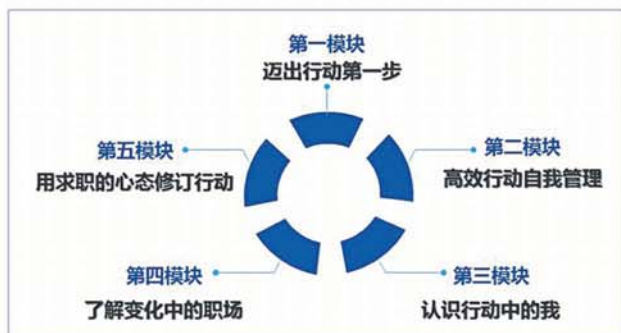 第一模块
迈出行动第一步
第二模块
高效行动自我管理
第三模块
认识行动中的我
第四模块
了解变化中的职场
第五模块
用求职的心态修订行动